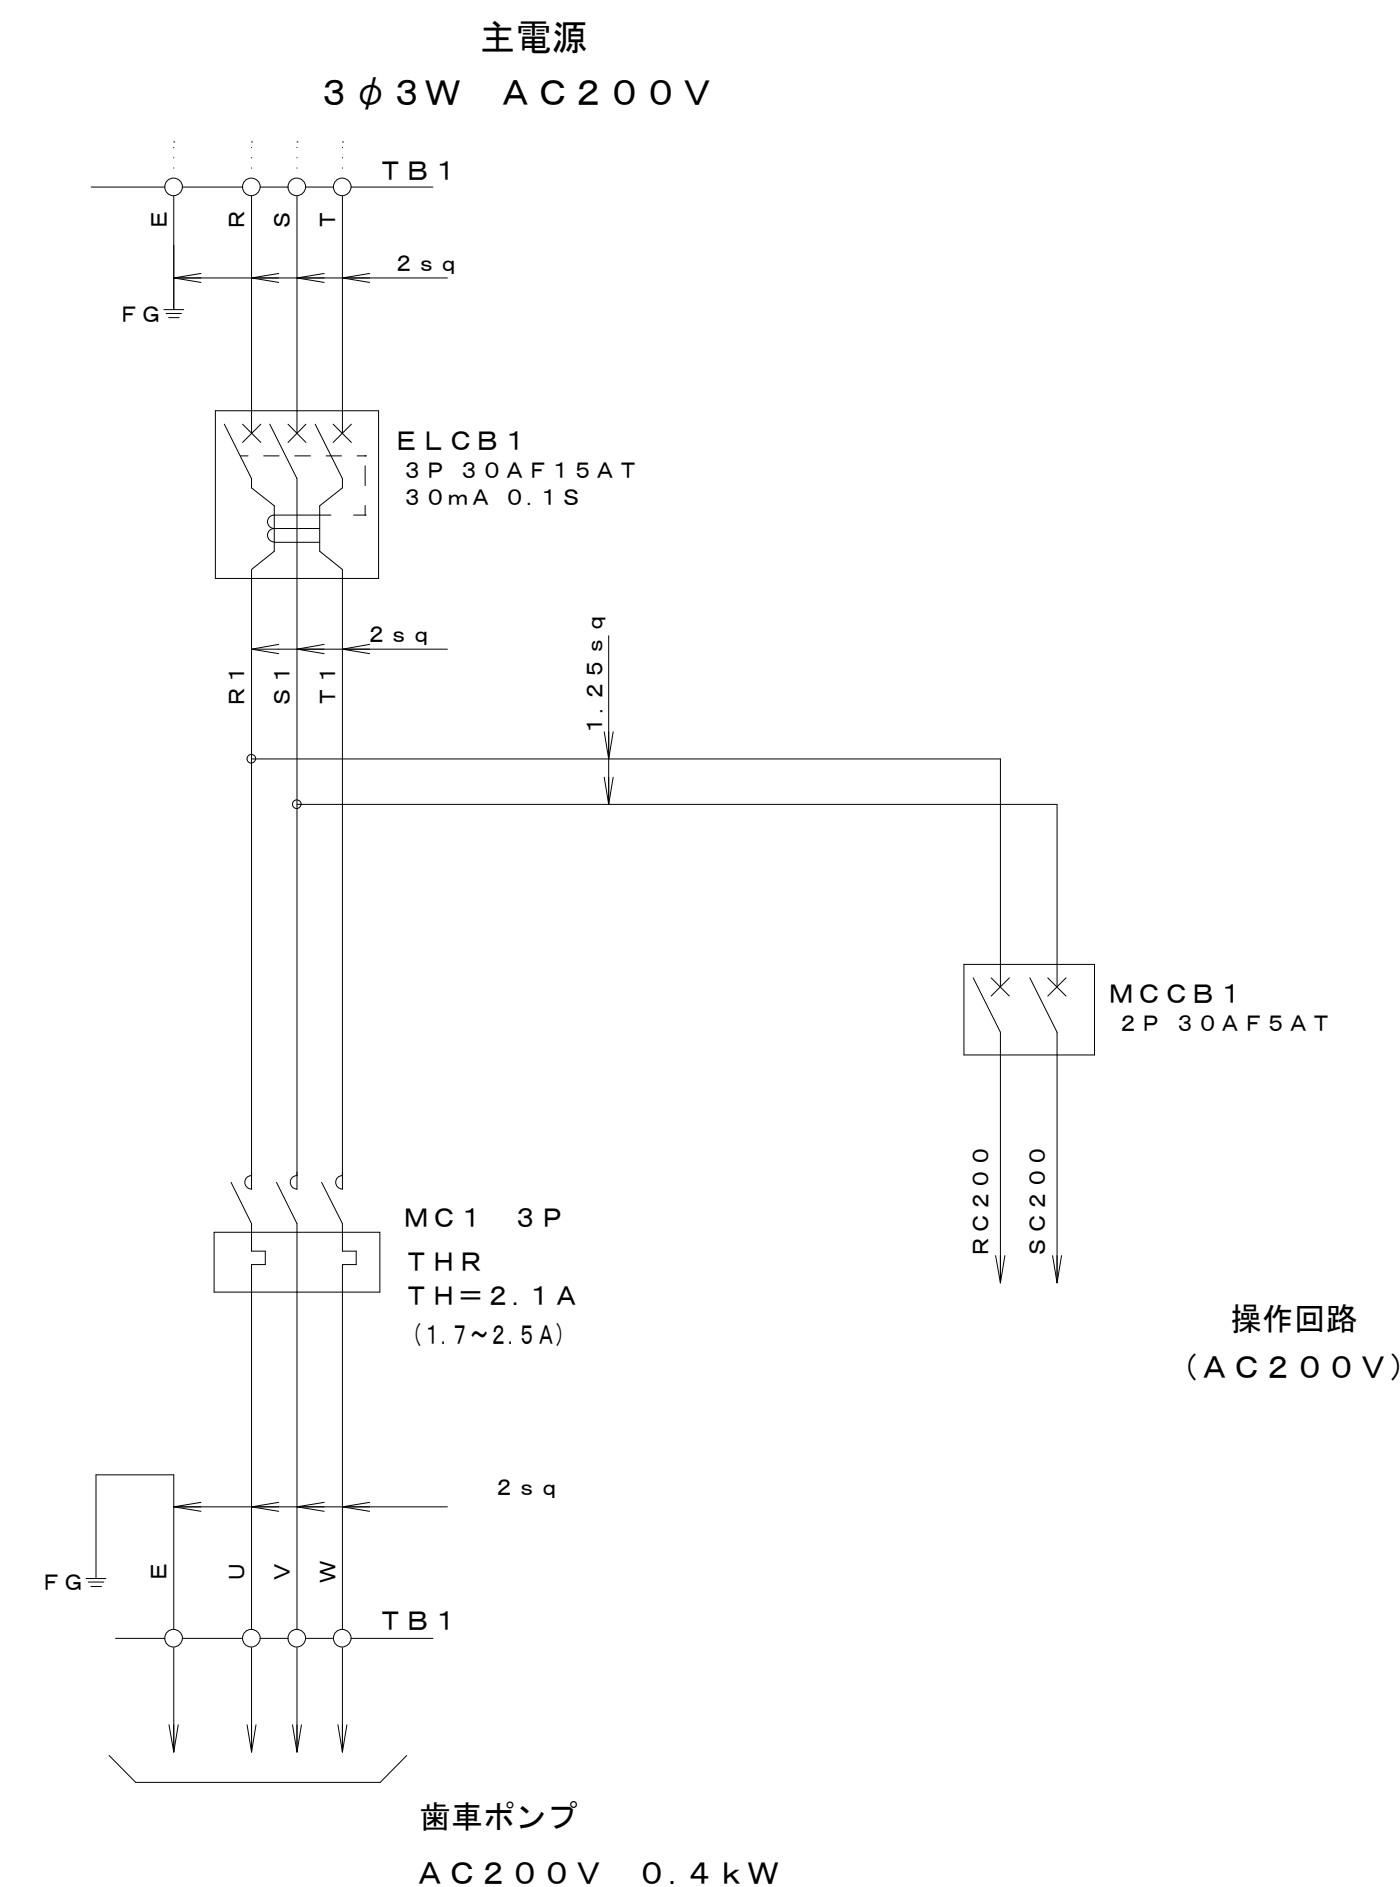 主電源
3φ3W AC200V
TB1
E R S T
2sq
FG
ELCB1
3P 30AF15AT
30mA 0.1S
2sq
1.25sq
R1 S1 T1
MCCB1
2P 30AF5AT
RC200 SC200
MC1 3P
THR
TH=2.1A
(1.7~2.5A)
操作回路
(AC200V)
2sq
E U V W
FG
TB1
歯車ポンプ
AC200V 0.4kW